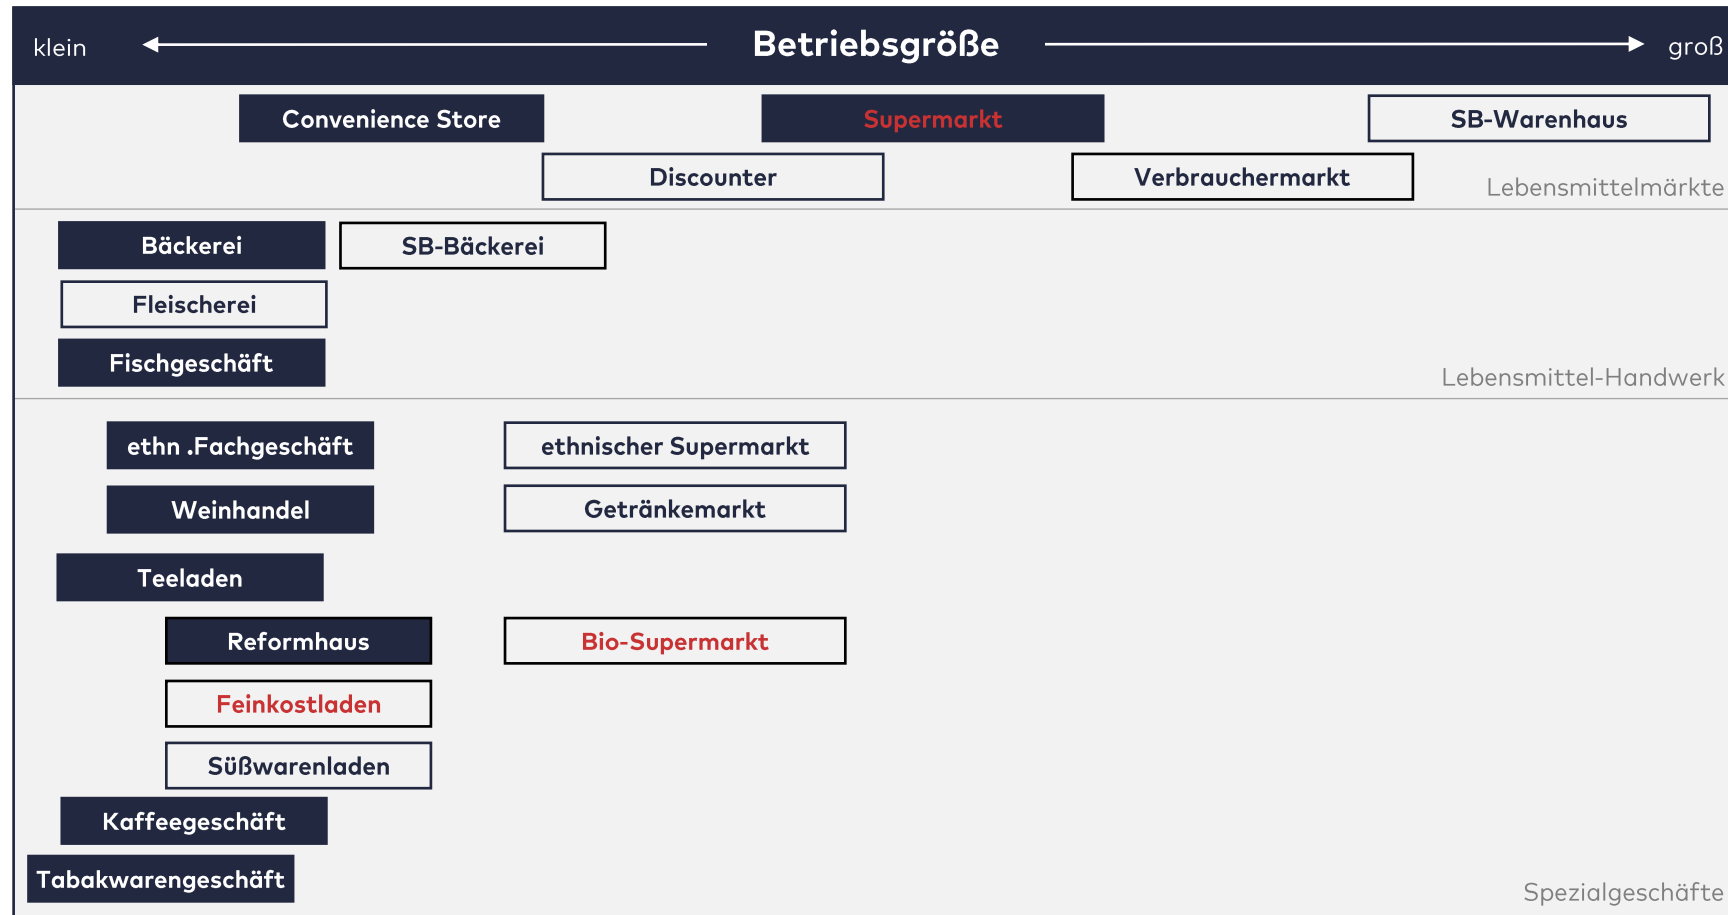 klein
Betriebsgröße
groß
Convenience Store
Supermarkt
SB-Warenhaus
Discounter
Verbrauchermarkt
Lebensmittelmärkte
Bäckerei
SB-Bäckerei
Fleischerei
Fischgeschäft
Lebensmittel-Handwerk
ethn .Fachgeschäft
ethnischer Supermarkt
Weinhandel
Getränkemarkt
Teeladen
Reformhaus
Bio-Supermarkt
Feinkostladen
Süßwarenladen
Kaffeegeschäft
Tabakwarengeschäft
Spezialgeschäfte